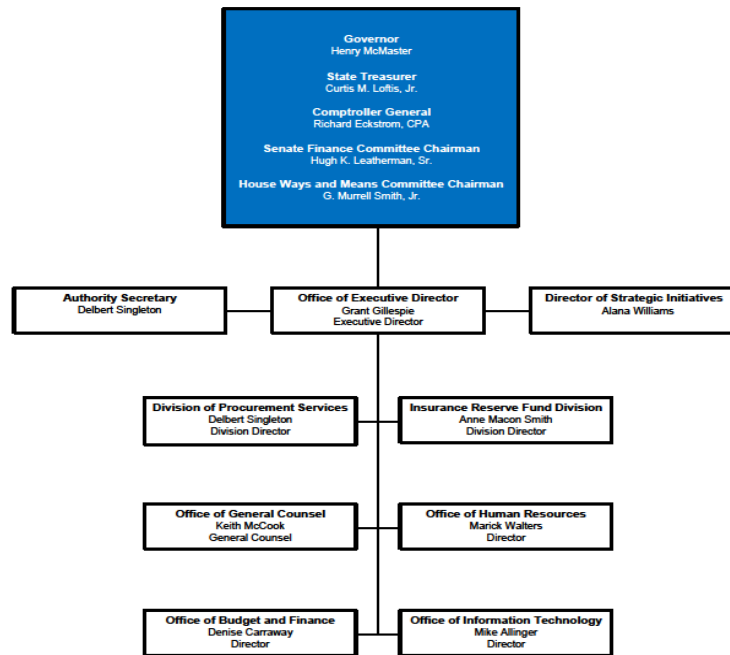 Governor
Henry McMaster
State Treasurer
Curtis M. Loftis, Jr.
Comptroller General
Richard Eckstrom, CPA
Senate Finance Committee Chairman
Hugh K. Leatherman, Sr.
House Ways and Means Committee Chairman
G. Murrell Smith, Jr.
Authority Secretary
Delbert Singleton
Office of Executive Director
Grant Gillespie
Executive Director
Director of Strategic Initiatives
Alana Williams
Division of Procurement Services
Delbert Singleton
Division Director
Insurance Reserve Fund Division
Anne Macon Smith
Division Director
Office of General Counsel
Keith McCook
General Counsel
Office of Human Resources
Marick Walters
Director
Office of Budget and Finance
Denise Carraway
Director
Office of Information Technology
Mike Allinger
Director